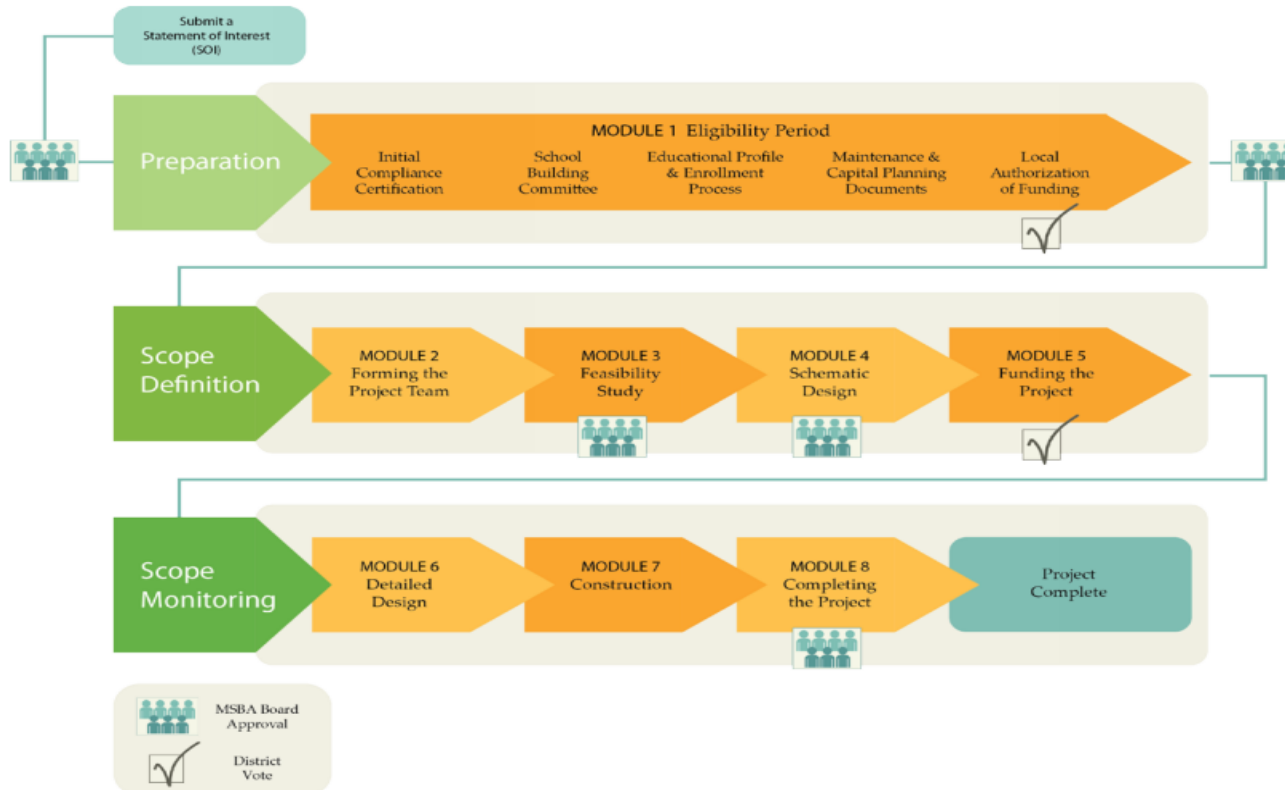 Submit a
Statement of Interest
(SOI)
Preparation
MODULE 1 Eligibility Period
Initial
Compliance
Certification
School
Building
Committee
Educational Profile
& Enrollment
Process
Maintenance &
Capital Planning
Documents
Local
Authorization
of Funding
Scope
Definition
MODULE 2
Forming the
Project Team
MODULE 3
Feasibility
Study
MODULE 4
Schematic
Design
MODULE 5
Funding the
Project
Scope
Monitoring
MODULE 6
Detailed
Design
MODULE 7
Construction
MODULE 8
Completing
the Project
Project
Complete
MSBA Board
Approval
District
Vote